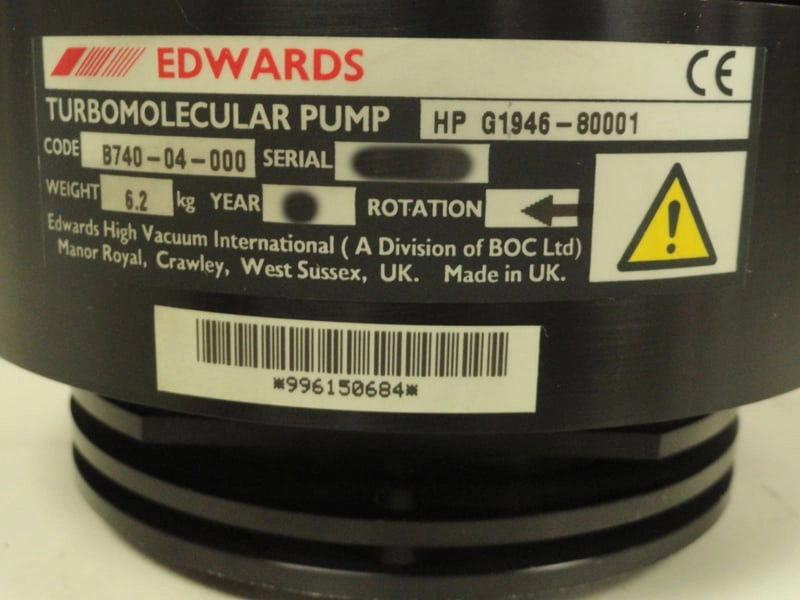 EDWARDS CE
TURBOMOLECULAR PUMP HP G1946-80001
CODE B740-04-000 SERIAL
WEIGHT 6.2 kg YEAR ROTATION
Edwards High Vacuum International ( A Division of BOC Ltd)
Manor Royal, Crawley, West Sussex, UK. Made in UK.
*996150684*